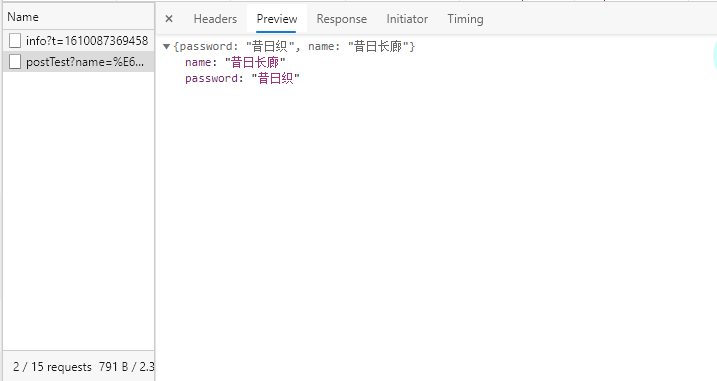 Name
× Headers Preview Response Initiator Timing
info?t=1610087369458
postTest?name=%E6...
▼{password: "昔日织", name: "昔日长廊"}
name: "昔日长廊"
password: "昔日织"
2 / 15 requests 791 B / 2.3